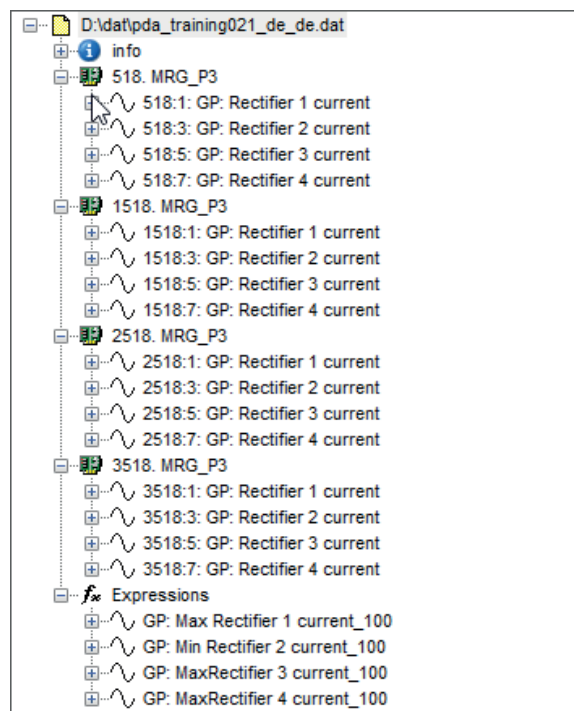 D:\dat\pda_training021_de_de.dat
info
518. MRG_P3
518:1: GP: Rectifier 1 current
518:3: GP: Rectifier 2 current
518:5: GP: Rectifier 3 current
518:7: GP: Rectifier 4 current
1518. MRG_P3
1518:1: GP: Rectifier 1 current
1518:3: GP: Rectifier 2 current
1518:5: GP: Rectifier 3 current
1518:7: GP: Rectifier 4 current
2518. MRG_P3
2518:1: GP: Rectifier 1 current
2518:3: GP: Rectifier 2 current
2518:5: GP: Rectifier 3 current
2518:7: GP: Rectifier 4 current
3518. MRG_P3
3518:1: GP: Rectifier 1 current
3518:3: GP: Rectifier 2 current
3518:5: GP: Rectifier 3 current
3518:7: GP: Rectifier 4 current
fx Expressions
GP: Max Rectifier 1 current_100
GP: Min Rectifier 2 current_100
GP: MaxRectifier 3 current_100
GP: MaxRectifier 4 current_100